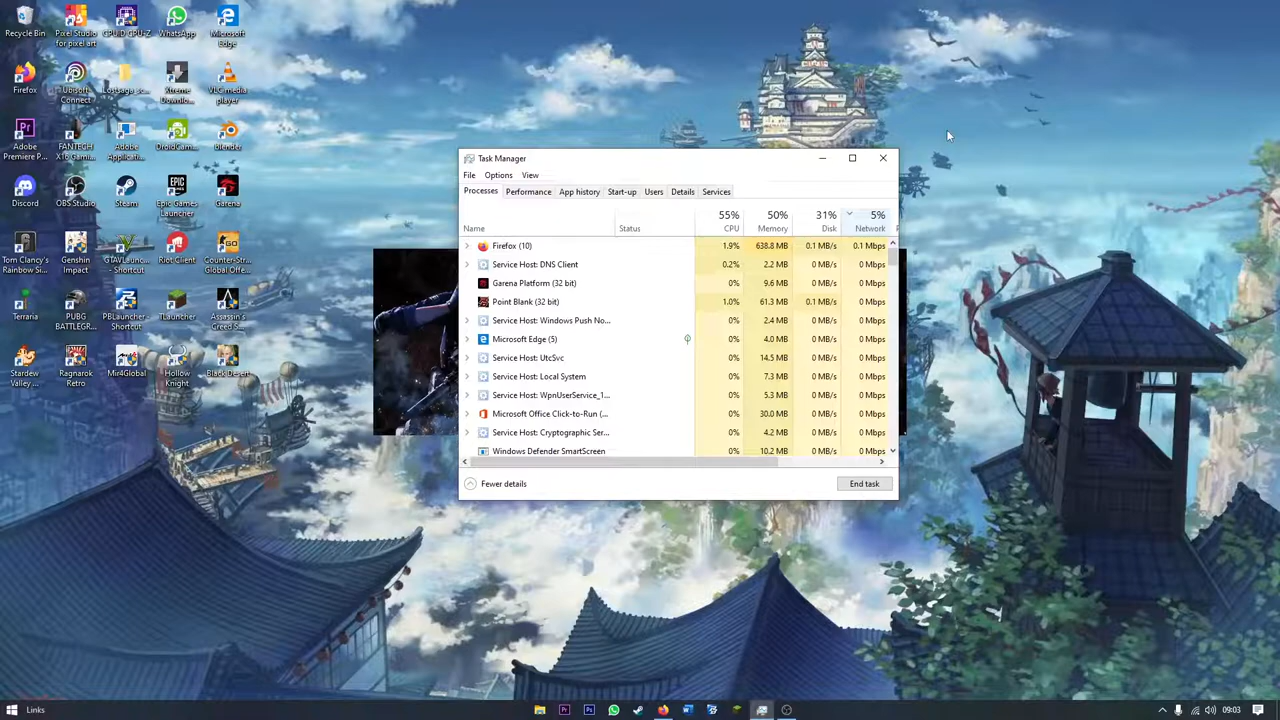 Recycle Bin
Pixel Studio
for pixel art
CPUID CPU-Z
WhatsApp
Microsoft
Edge
Firefox
Ubisoft
Connect
LostSaga_sc...
Xtreme
Downlo...
VLC media
player
Adobe
Premiere P...
FANTECH
X16 Gami...
Adobe
Applicati...
DroidCam...
Blender
Discord
OBS Studio
Steam
Epic Games
Launcher
Garena
Tom Clancy's
Rainbow Si...
Genshin
Impact
GTAVLaunc...
- Shortcut
Riot Client
Counter-Str...
Global Offe...
Terraria
PUBG
BATTLEGR...
PBLauncher -
Shortcut
TLauncher
Assassin's
Creed S...
Stardew
Valley ...
Ragnarok
Retro
Mir4Global
Hollow
Knight
Black Desert
Task Manager
File Options View
Processes Performance App history Start-up Users Details Services
55% 50% 31% 5%
Name Status CPU Memory Disk Network
Firefox (10) 1.9% 638.8 MB 0.1 MB/s 0.1 Mbps
Service Host: DNS Client 0.2% 2.2 MB 0 MB/s 0 Mbps
Garena Platform (32 bit) 0% 9.6 MB 0 MB/s 0 Mbps
Point Blank (32 bit) 1.0% 61.3 MB 0.1 MB/s 0 Mbps
Service Host: Windows Push No... 0% 2.4 MB 0 MB/s 0 Mbps
Microsoft Edge (5) 0% 4.0 MB 0 MB/s 0 Mbps
Service Host: UtcSvc 0% 14.5 MB 0 MB/s 0 Mbps
Service Host: Local System 0% 7.3 MB 0 MB/s 0 Mbps
Service Host: WpnUserService_1... 0% 5.3 MB 0 MB/s 0 Mbps
Microsoft Office Click-to-Run (... 0% 30.0 MB 0 MB/s 0 Mbps
Service Host: Cryptographic Ser... 0% 4.2 MB 0 MB/s 0 Mbps
Windows Defender SmartScreen 0% 10.2 MB 0 MB/s 0 Mbps
Fewer details End task
Links 09:03